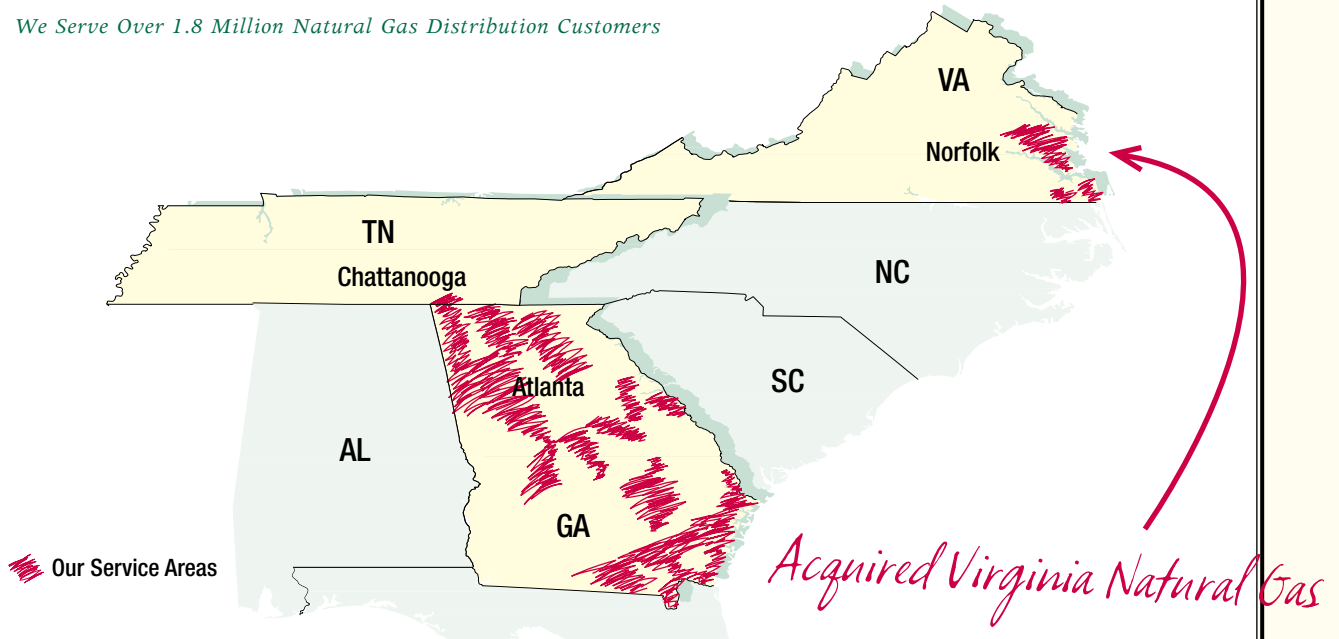 We Serve Over 1.8 Million Natural Gas Distribution Customers
VA
Norfolk
TN
Chattanooga
NC
Atlanta
SC
AL
GA
Our Service Areas
Acquired Virginia Natural Gas